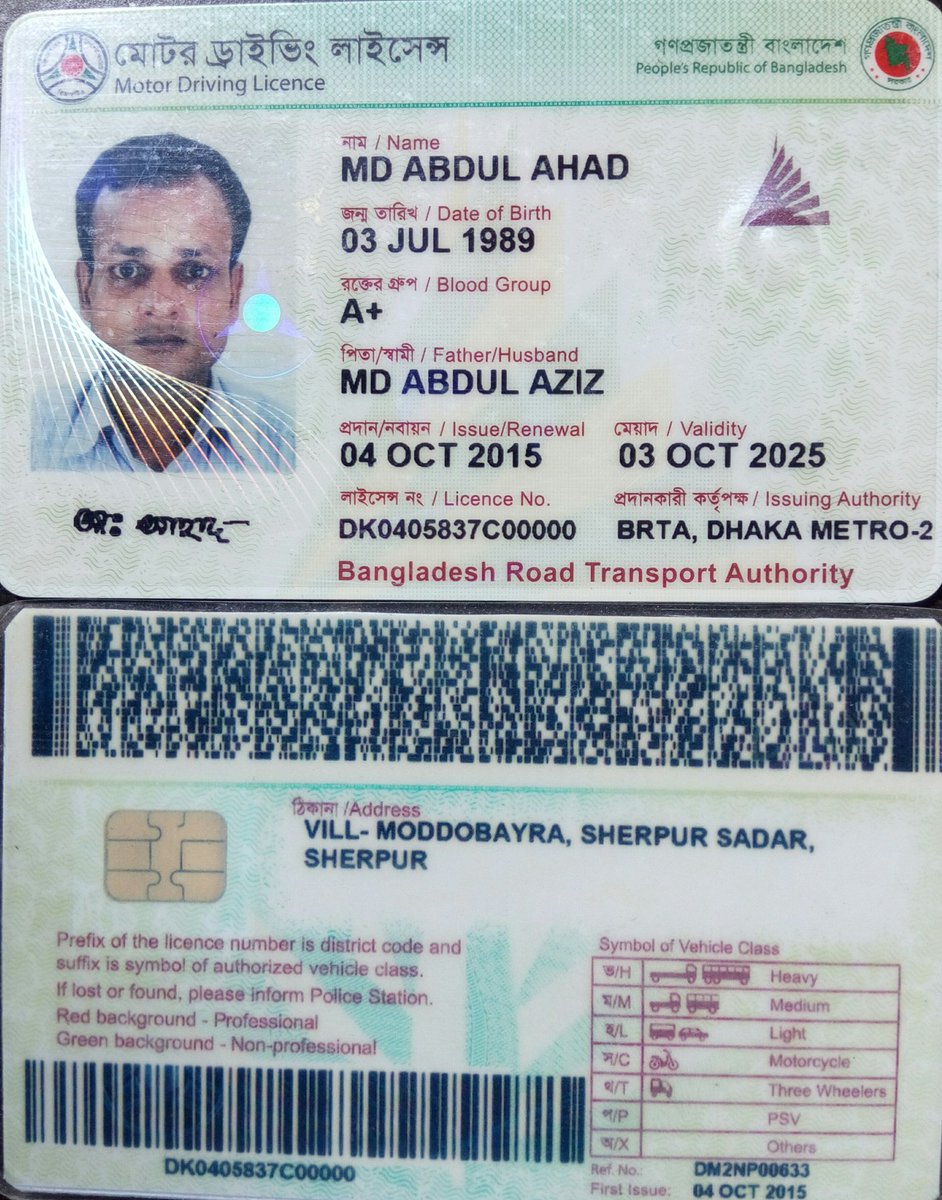 মোটর ড্রাইভিং লাইসেন্স
Motor Driving Licence
গণপ্রজাতন্ত্রী বাংলাদেশ
People's Republic of Bangladesh
নাম / Name
MD ABDUL AHAD
জন্ম তারিখ / Date of Birth
03 JUL 1989
রক্তের গ্রুপ / Blood Group
A+
পিতা/স্বামী / Father/Husband
MD ABDUL AZIZ
প্রদান/নবায়ন / Issue/Renewal
04 OCT 2015
মেয়াদ / Validity
03 OCT 2025
লাইসেন্স নং / Licence No.
DK0405837C00000
প্রদানকারী কর্তৃপক্ষ / Issuing Authority
BRTA, DHAKA METRO-2
Bangladesh Road Transport Authority
মোঃ আহাদ
ঠিকানা /Address
VILL- MODDOBAYRA, SHERPUR SADAR,
SHERPUR
Prefix of the licence number is district code and
suffix is symbol of authorized vehicle class.
If lost or found, please inform Police Station.
Red background - Professional
Green background - Non-professional
Symbol of Vehicle Class
ভ/H Heavy
ম/M Medium
হ/L Light
স/C Motorcycle
থ/T Three Wheelers
প/P PSV
অ/X Others
DK0405837C00000
Ref. No.: DM2NP00633
First Issue: 04 OCT 2015